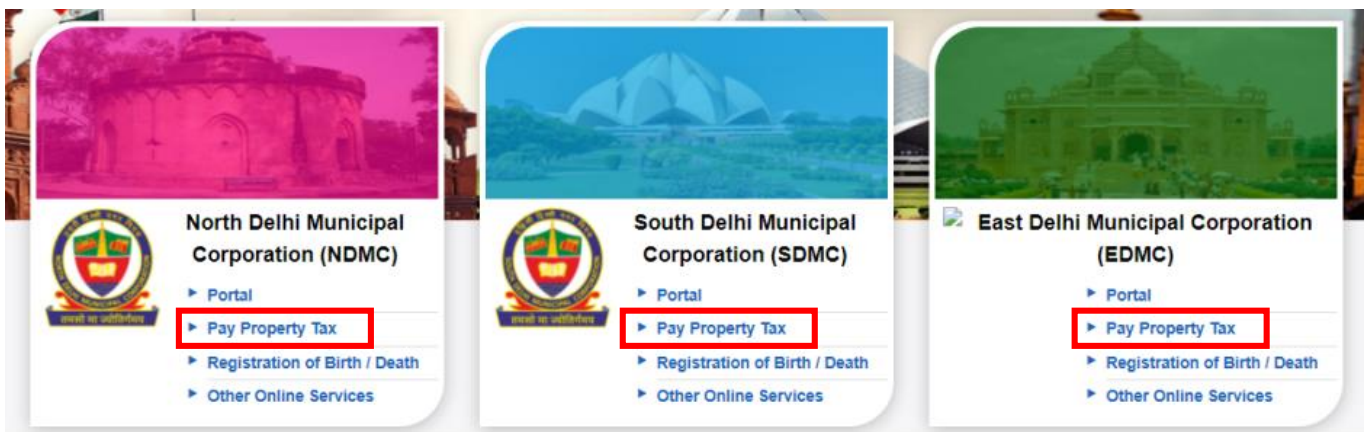 North Delhi Municipal
Corporation (NDMC)
Portal
Pay Property Tax
Registration of Birth / Death
Other Online Services
South Delhi Municipal
Corporation (SDMC)
Portal
Pay Property Tax
Registration of Birth / Death
Other Online Services
East Delhi Municipal Corporation
(EDMC)
Portal
Pay Property Tax
Registration of Birth / Death
Other Online Services